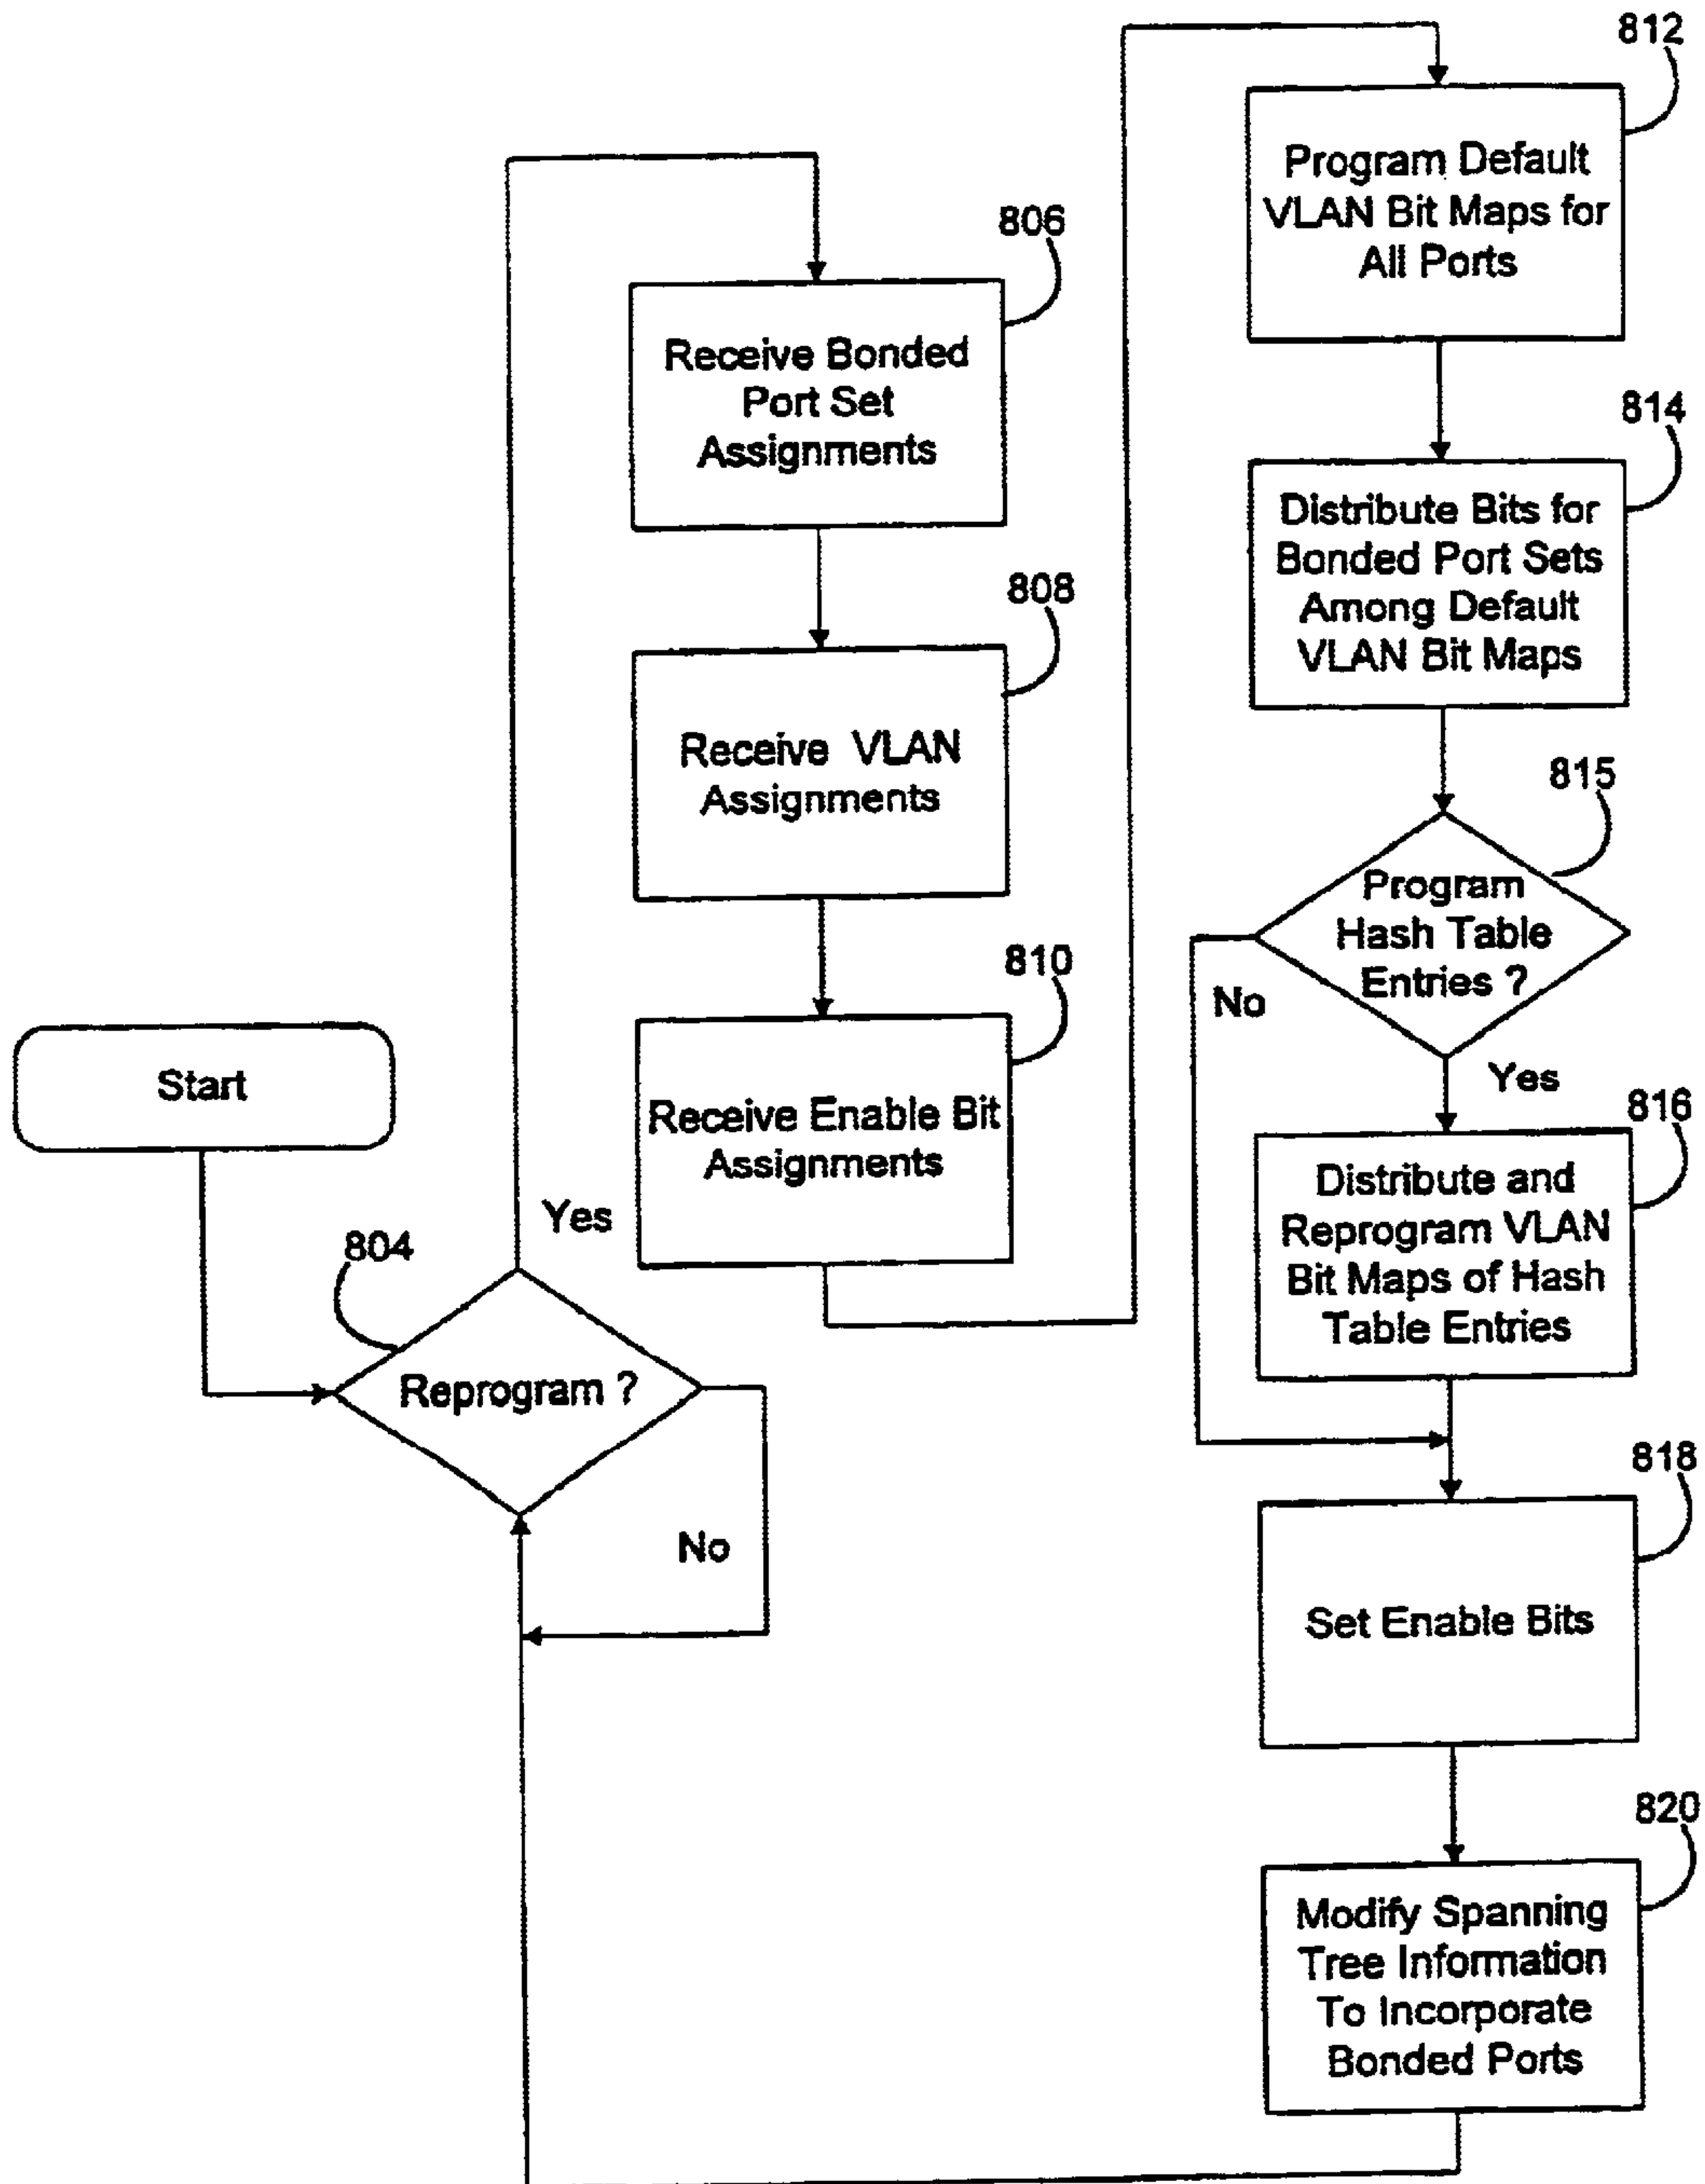 Start
804
Reprogram ?
Yes
No
806
Receive Bonded
Port Set
Assignments
808
Receive VLAN
Assignments
810
Receive Enable Bit
Assignments
812
Program Default
VLAN Bit Maps for
All Ports
814
Distribute Bits for
Bonded Port Sets
Among Default
VLAN Bit Maps
815
Program
Hash Table
Entries ?
No
Yes
816
Distribute and
Reprogram VLAN
Bit Maps of Hash
Table Entries
818
Set Enable Bits
820
Modify Spanning
Tree Information
To Incorporate
Bonded Ports